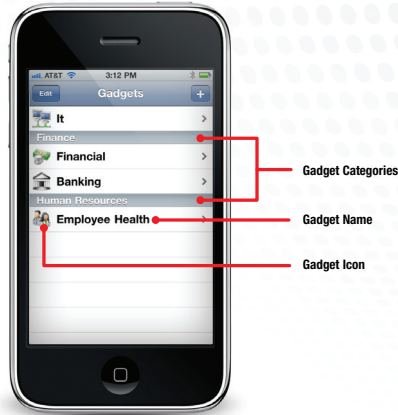 AT&T 3:12 PM
Edit Gadgets +
It
Finance
Financial
Banking
Human Resources
Employee Health
Gadget Categories
Gadget Name
Gadget Icon